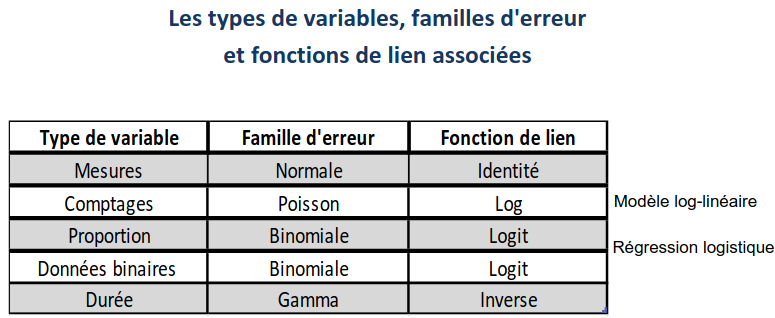 Les types de variables, familles d'erreur
et fonctions de lien associées
Type de variable Famille d'erreur Fonction de lien
Mesures Normale Identité
Comptages Poisson Log Modèle log-linéaire
Proportion Binomiale Logit
Régression logistique
Données binaires Binomiale Logit
Durée Gamma Inverse